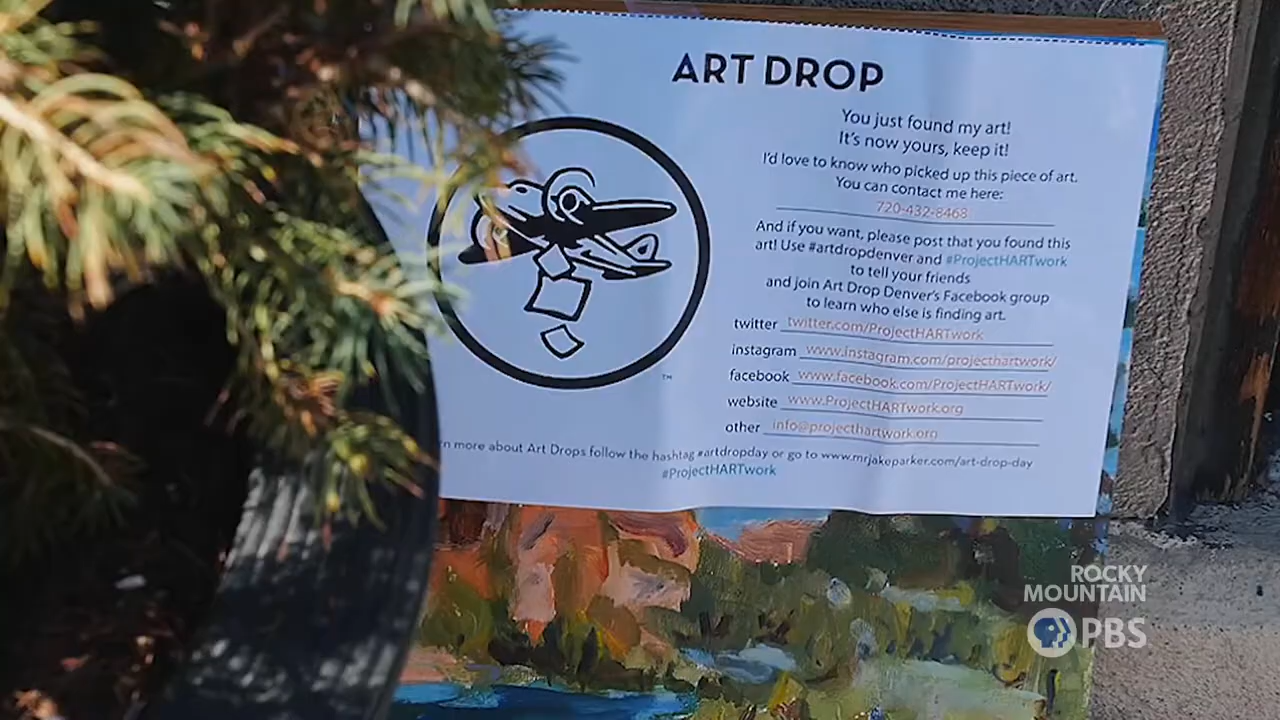 ART DROP
You just found my art!
It's now yours, keep it!
I'd love to know who picked up this piece of art.
You can contact me here:
720-432-8468
And if you want, please post that you found this
art! Use #artdropdenver and #ProjectHARTwork
to tell your friends
and join Art Drop Denver's Facebook group
to learn who else is finding art.
twitter twitter.com/ProjectHARTwork
instagram www.instagram.com/projecthartwork/
facebook www.facebook.com/ProjectHARTwork/
website www.ProjectHARTwork.org
other info@projecthartwork.org
TM
more about Art Drops follow the hashtag #artdropday or go to www.mrjakeparker.com/art-drop-day
#ProjectHARTwork
ROCKY
MOUNTAIN
PBS